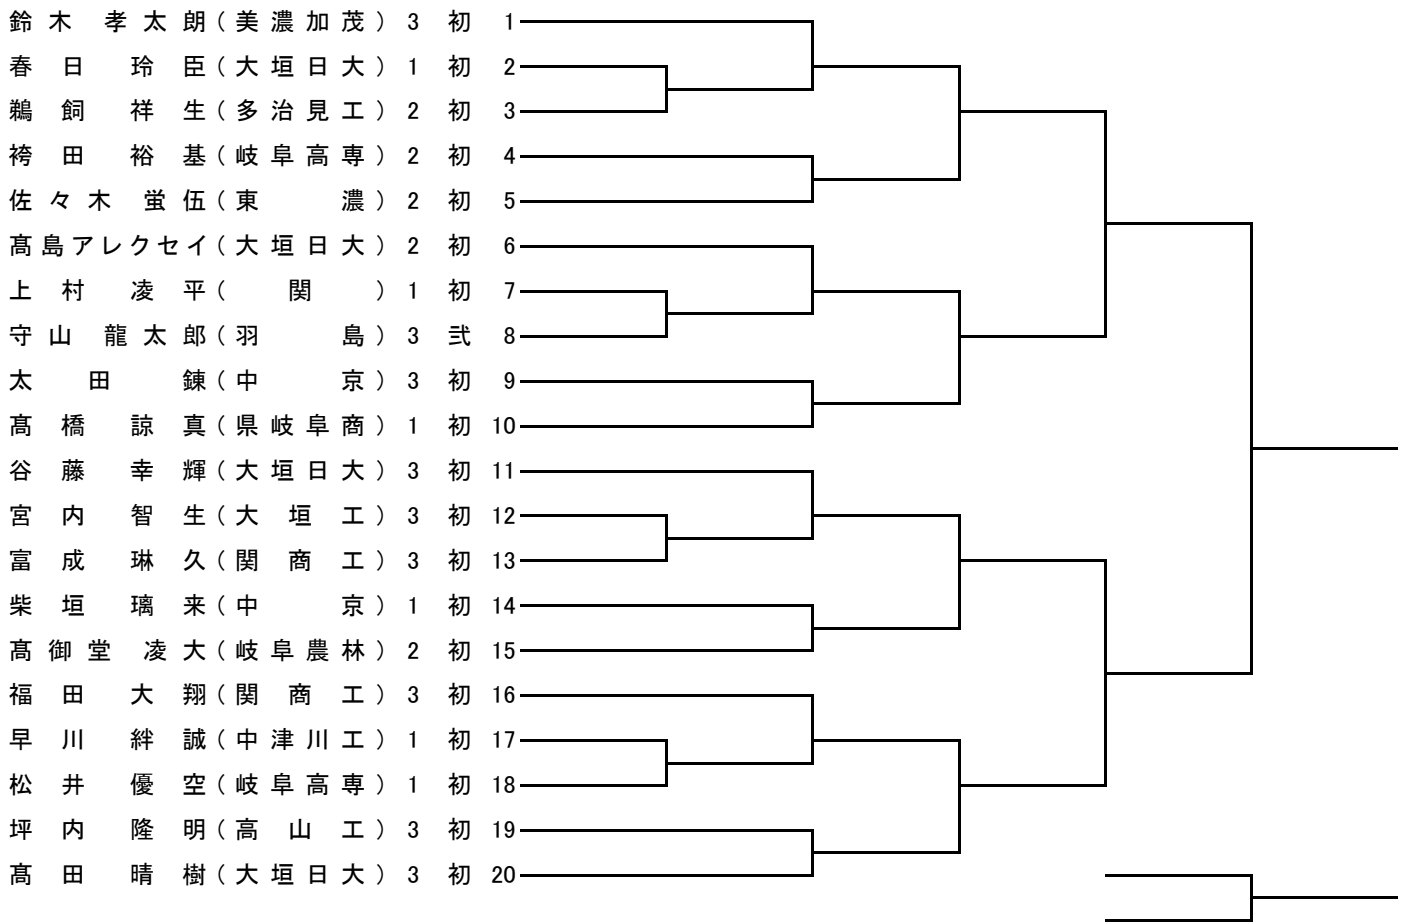 鈴木 孝太朗(美濃加茂) 3 初 1
春日 玲臣(大垣日大) 1 初 2
鵜飼 祥生(多治見工) 2 初 3
袴田 裕基(岐阜高専) 2 初 4
佐々木 蛍伍(東濃) 2 初 5
髙島アレクセイ(大垣日大) 2 初 6
上村 凌平(関) 1 初 7
守山 龍太郎(羽島) 3 弐 8
太田 錬(中京) 3 初 9
髙橋 諒真(県岐阜商) 1 初 10
谷藤 幸輝(大垣日大) 3 初 11
宮内 智生(大垣工) 3 初 12
富成 琳久(関商工) 3 初 13
柴垣 璃来(中京) 1 初 14
髙御堂 凌大(岐阜農林) 2 初 15
福田 大翔(関商工) 3 初 16
早川 絆誠(中津川工) 1 初 17
松井 優空(岐阜高専) 1 初 18
坪内 隆明(高山工) 3 初 19
髙田 晴樹(大垣日大) 3 初 20